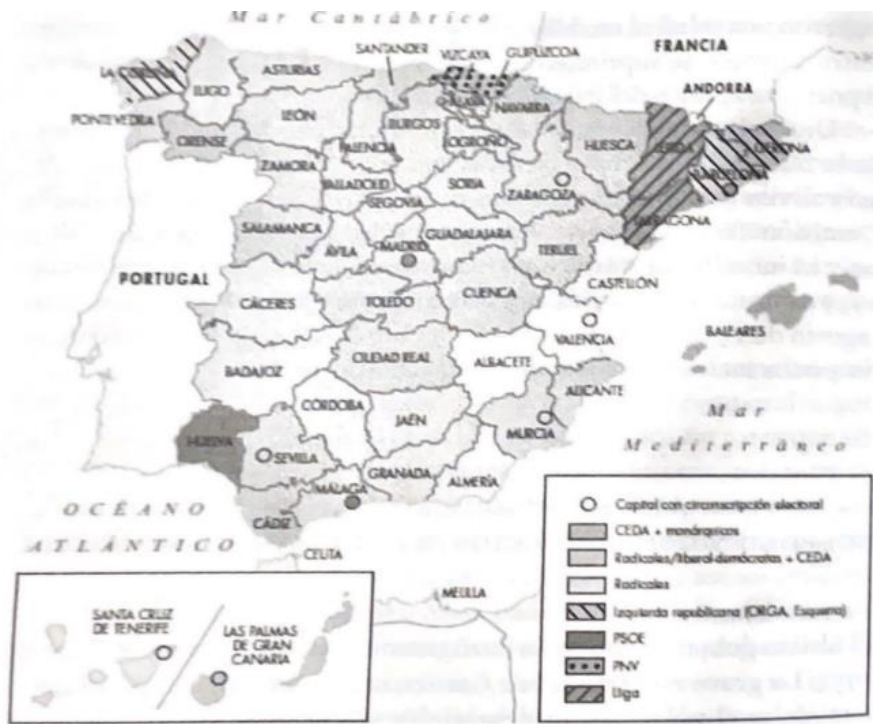 Mar Cantábrico
FRANCIA
ANDORRA
LA CORUÑA
LUGO
ASTURIAS
SANTANDER
VIZCAYA
GUIPÚZCOA
ÁLAVA
NAVARRA
PONTEVEDRA
ORENSE
LEÓN
PALENCIA
BURGOS
LOGROÑO
HUESCA
LÉRIDA
GERONA
BARCELONA
ZAMORA
VALLADOLID
SORIA
ZARAGOZA
SEGOVIA
TARRAGONA
SALAMANCA
ÁVILA
MADRID
GUADALAJARA
TERUEL
PORTUGAL
CÁCERES
TOLEDO
CUENCA
CASTELLÓN
VALENCIA
BALEARES
BADAJOZ
CIUDAD REAL
ALBACETE
ALICANTE
CÓRDOBA
JAÉN
MURCIA
HUELVA
SEVILLA
GRANADA
ALMERÍA
MÁLAGA
CÁDIZ
CEUTA
MELILLA
Mar
Mediterráneo
OCÉANO
ATLÁNTICO
SANTA CRUZ
DE TENERIFE
LAS PALMAS
DE GRAN
CANARIA
Capital con circunscripción electoral
CEDA + monárquicos
Radicales/liberal-demócratas + CEDA
Radicales
Izquierda republicana (ORGA, Esquerra)
PSOE
PNV
Lliga